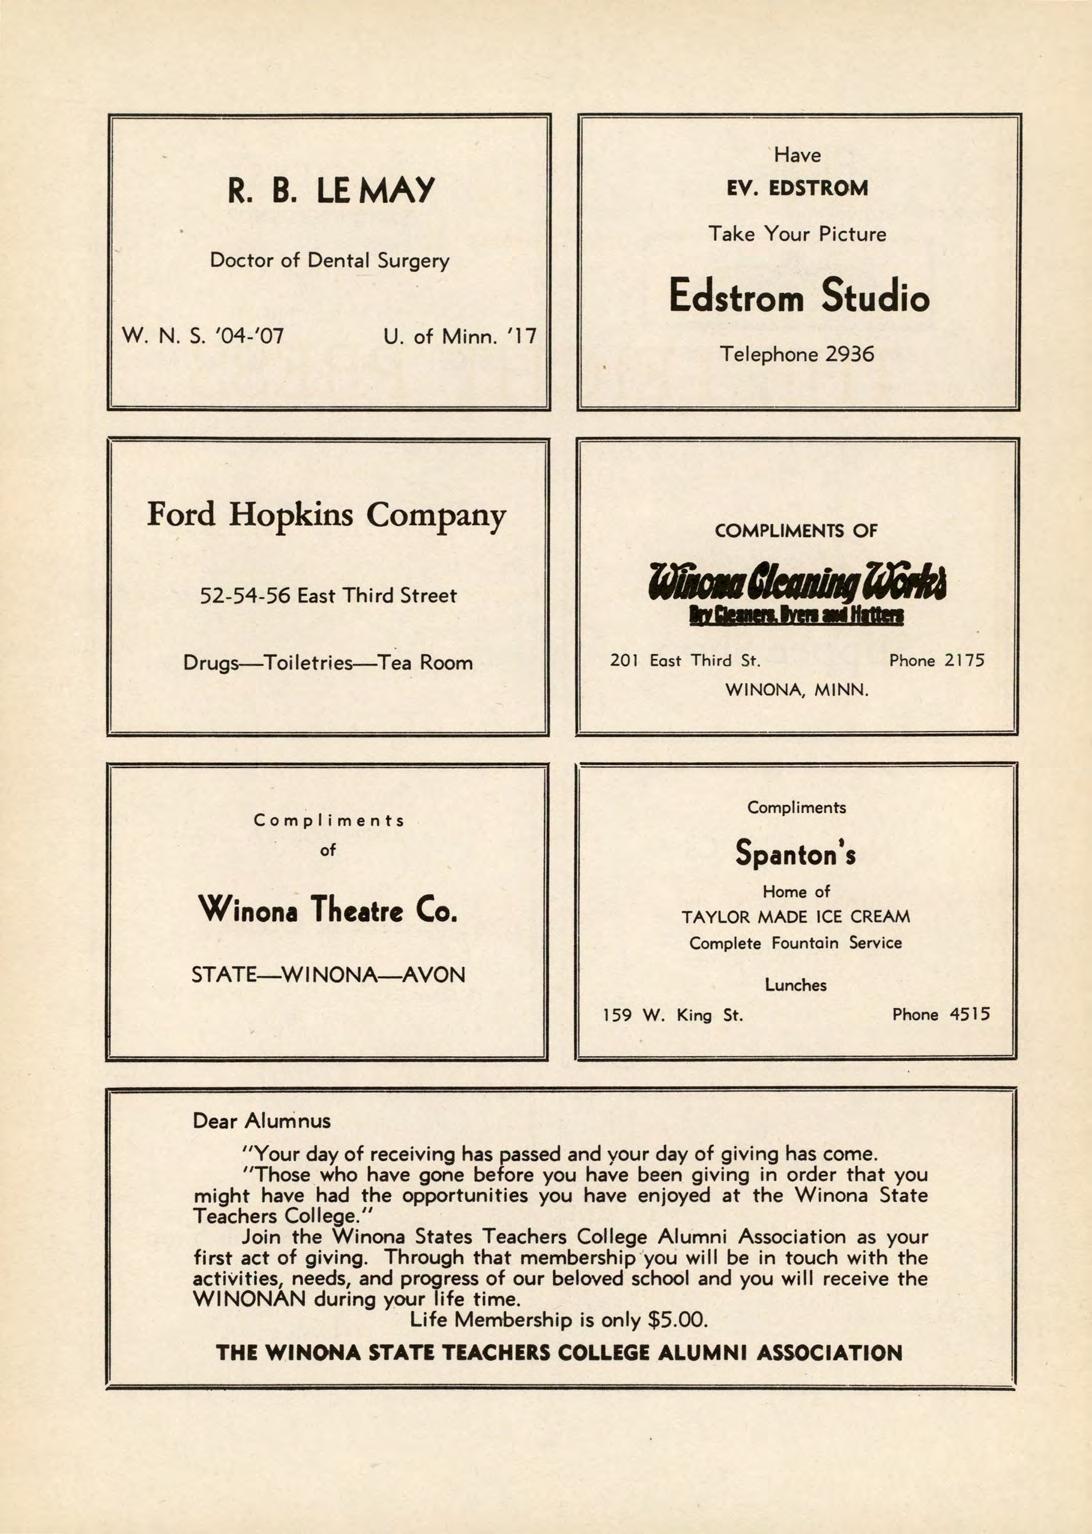 R. B. LE MAY
Doctor of Dental Surgery
W. N. S. '04-'07 U. of Minn. '17
Have
EV. EDSTROM
Take Your Picture
Edstrom Studio
Telephone 2936
Ford Hopkins Company
52-54-56 East Third Street
Drugs—Toiletries—Tea Room
COMPLIMENTS OF
Winona Cleaning Works
Dry Cleaners, Dyers and Hatters
201 East Third St. Phone 2175
WINONA, MINN.
Compliments
of
Winona Theatre Co.
STATE—WINONA—AVON
Compliments
Spanton's
Home of
TAYLOR MADE ICE CREAM
Complete Fountain Service
Lunches
159 W. King St. Phone 4515
Dear Alumnus
"Your day of receiving has passed and your day of giving has come.
"Those who have gone before you have been giving in order that you
might have had the opportunities you have enjoyed at the Winona State
Teachers College."
Join the Winona States Teachers College Alumni Association as your
first act of giving. Through that membership you will be in touch with the
activities, needs, and progress of our beloved school and you will receive the
WINONAN during your life time.
Life Membership is only $5.00.
THE WINONA STATE TEACHERS COLLEGE ALUMNI ASSOCIATION